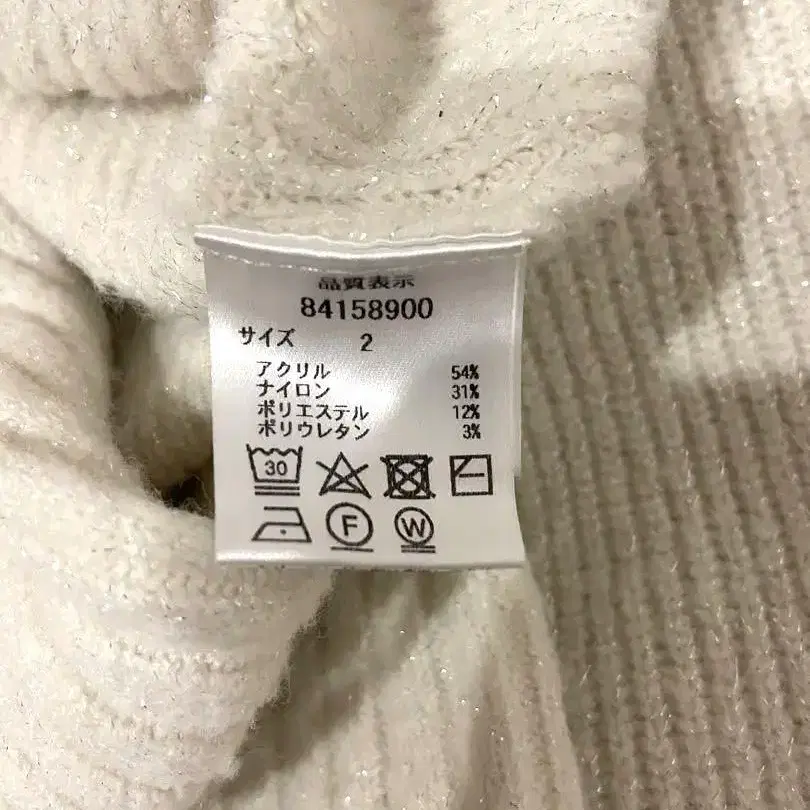 品質表示
84158900
サイズ 2
アクリル 54%
ナイロン 31%
ポリエステル 12%
ポリウレタン 3%
30
F W